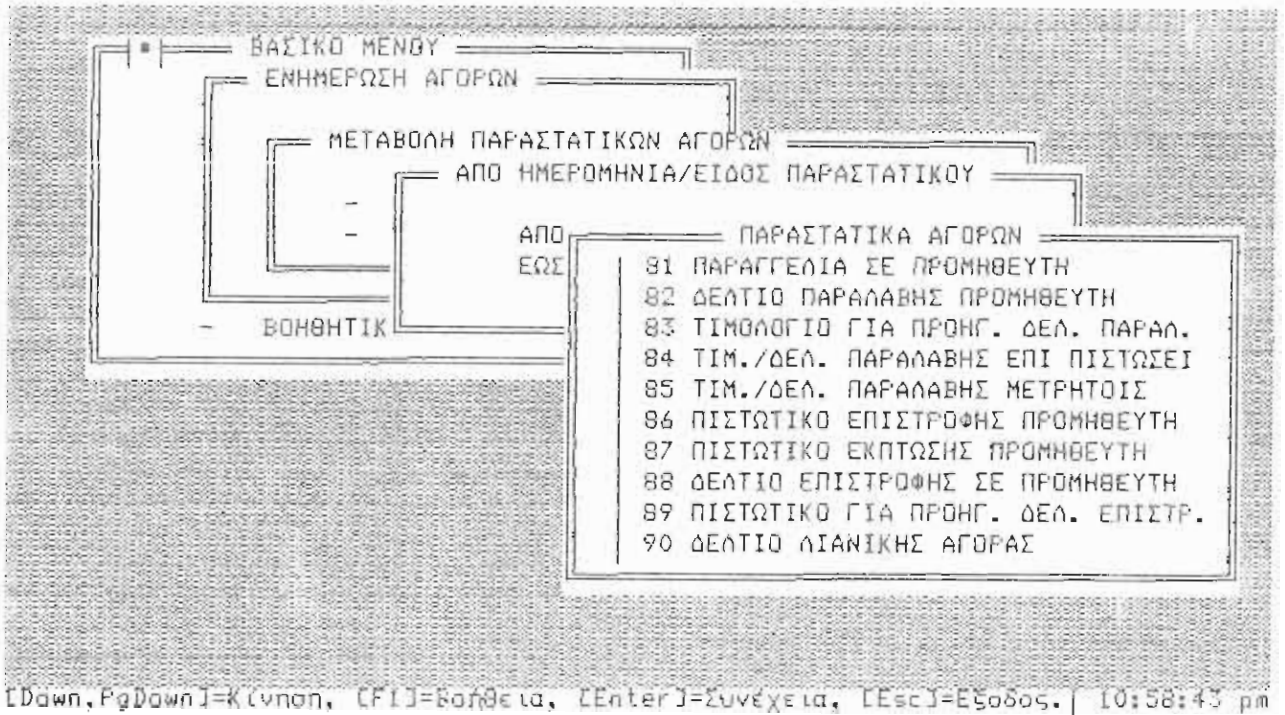 ΒΑΣΙΚΟ ΜΕΝΟΥ
ΕΝΗΜΕΡΩΣΗ ΑΓΟΡΩΝ
ΜΕΤΑΒΟΛΗ ΠΑΡΑΣΤΑΤΙΚΩΝ ΑΓΟΡΩΝ
ΑΠΟ ΗΜΕΡΟΜΗΝΙΑ/ΕΙΔΟΣ ΠΑΡΑΣΤΑΤΙΚΟΥ
-
-
ΑΠΟ
ΕΩΣ
- ΒΟΗΘΗΤΙΚ
ΠΑΡΑΣΤΑΤΙΚΑ ΑΓΟΡΩΝ
81 ΠΑΡΑΓΓΕΛΙΑ ΣΕ ΠΡΟΜΗΘΕΥΤΗ
82 ΔΕΛΤΙΟ ΠΑΡΑΛΑΒΗΣ ΠΡΟΜΗΘΕΥΤΗ
83 ΤΙΜΟΛΟΓΙΟ ΓΙΑ ΠΡΟΗΓ. ΔΕΛ. ΠΑΡΑΛ.
84 ΤΙΜ./ΔΕΛ. ΠΑΡΑΛΑΒΗΣ ΕΠΙ ΠΙΣΤΩΣΕΙ
85 ΤΙΜ./ΔΕΛ. ΠΑΡΑΛΑΒΗΣ ΜΕΤΡΗΤΟΙΣ
86 ΠΙΣΤΩΤΙΚΟ ΕΠΙΣΤΡΟΦΗΣ ΠΡΟΜΗΘΕΥΤΗ
87 ΠΙΣΤΩΤΙΚΟ ΕΚΠΤΩΣΗΣ ΠΡΟΜΗΘΕΥΤΗ
88 ΔΕΛΤΙΟ ΕΠΙΣΤΡΟΦΗΣ ΣΕ ΠΡΟΜΗΘΕΥΤΗ
89 ΠΙΣΤΩΤΙΚΟ ΓΙΑ ΠΡΟΗΓ. ΔΕΛ. ΕΠΙΣΤΡ.
90 ΔΕΛΤΙΟ ΛΙΑΝΙΚΗΣ ΑΓΟΡΑΣ
[Down,PgDown]=Κίνηση, [F1]=Βοήθεια, [Enter]=Συνέχεια, [Esc]=Εξοδος.| 10:58:43 pm